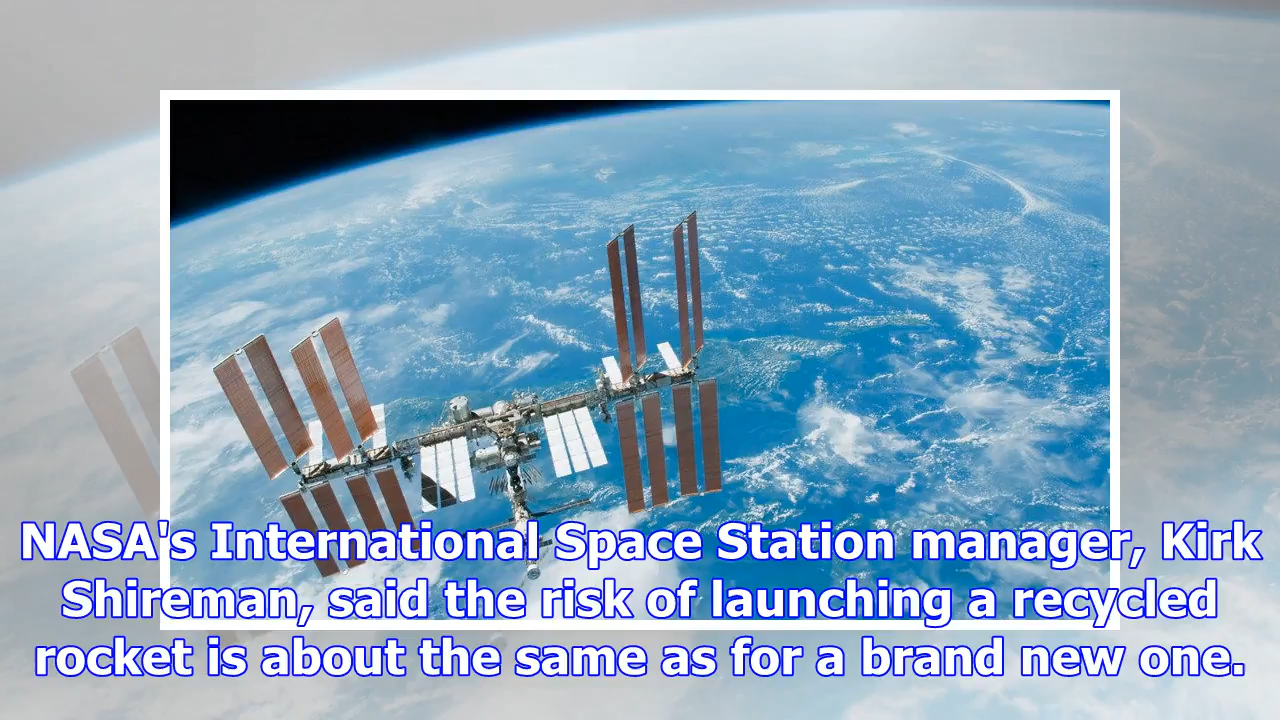 NASA's International Space Station manager, Kirk
Shireman, said the risk of launching a recycled
rocket is about the same as for a brand new one.